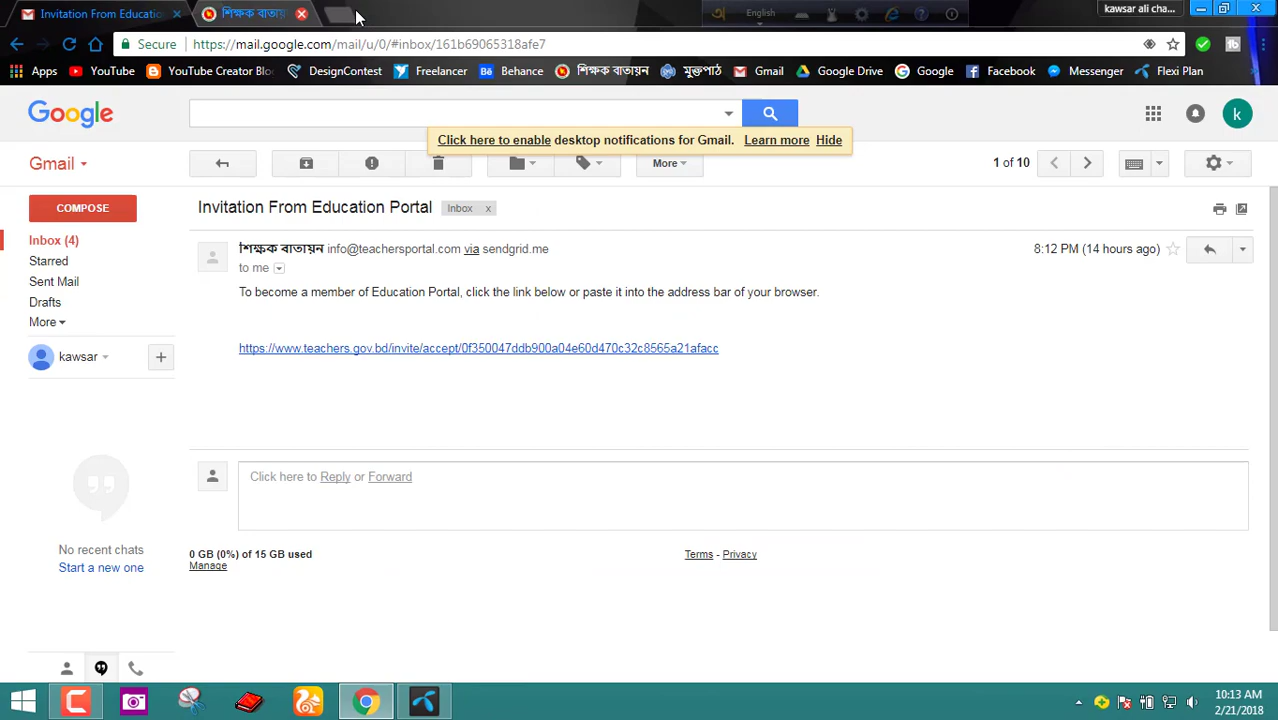 Invitation From Educatio
শিক্ষক বাতায়
English
kawsar ali cha...
Secure
https://mail.google.com/mail/u/0/#inbox/161b69065318afe7
Apps
YouTube
YouTube Creator Blo
DesignContest
Freelancer
Behance
শিক্ষক বাতায়ন
মুক্তপাঠ
Gmail
Google Drive
Google
Facebook
Messenger
Flexi Plan
Google
Click here to enable desktop notifications for Gmail. Learn more Hide
Gmail
More
1 of 10
COMPOSE
Invitation From Education Portal
Inbox x
Inbox (4)
Starred
Sent Mail
Drafts
More
শিক্ষক বাতায়ন info@teachersportal.com via sendgrid.me
8:12 PM (14 hours ago)
to me
To become a member of Education Portal, click the link below or paste it into the address bar of your browser.
https://www.teachers.gov.bd/invite/accept/0f350047ddb900a04e60d470c32c8565a21afacc
kawsar
Click here to Reply or Forward
No recent chats
Start a new one
0 GB (0%) of 15 GB used
Manage
Terms - Privacy
10:13 AM
2/21/2018